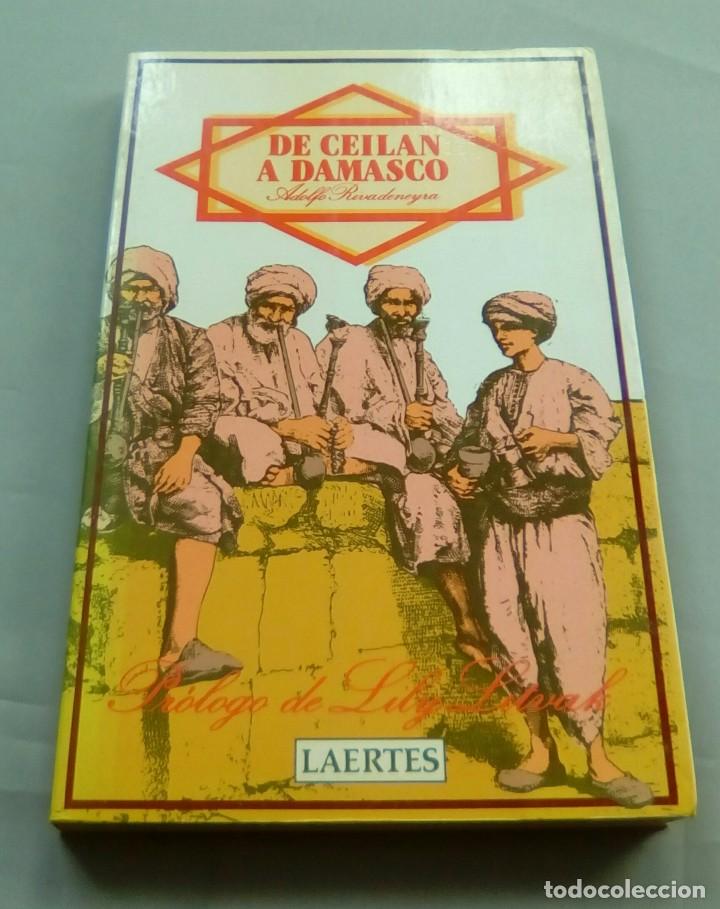 DE CEILAN
A DAMASCO
Adolfo Rivadeneyra
Prólogo de Lily Litvak
LAERTES
todocoleccion